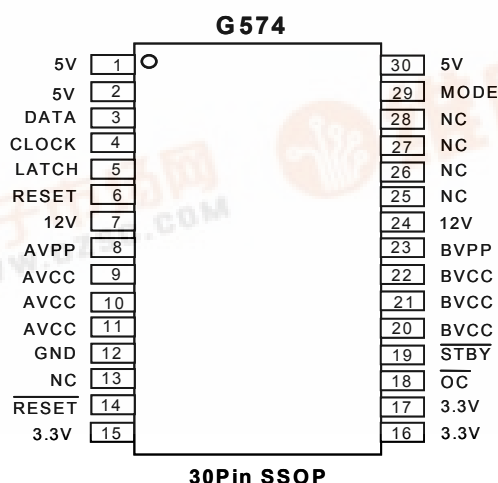 G574
5V 1 30 5V
5V 2 29 MODE
DATA 3 28 NC
CLOCK 4 27 NC
LATCH 5 26 NC
RESET 6 25 NC
12V 7 24 12V
AVPP 8 23 BVPP
AVCC 9 22 BVCC
AVCC 10 21 BVCC
AVCC 11 20 BVCC
GND 12 19 STBY
NC 13 18 OC
RESET 14 17 3.3V
3.3V 15 16 3.3V
30Pin SSOP